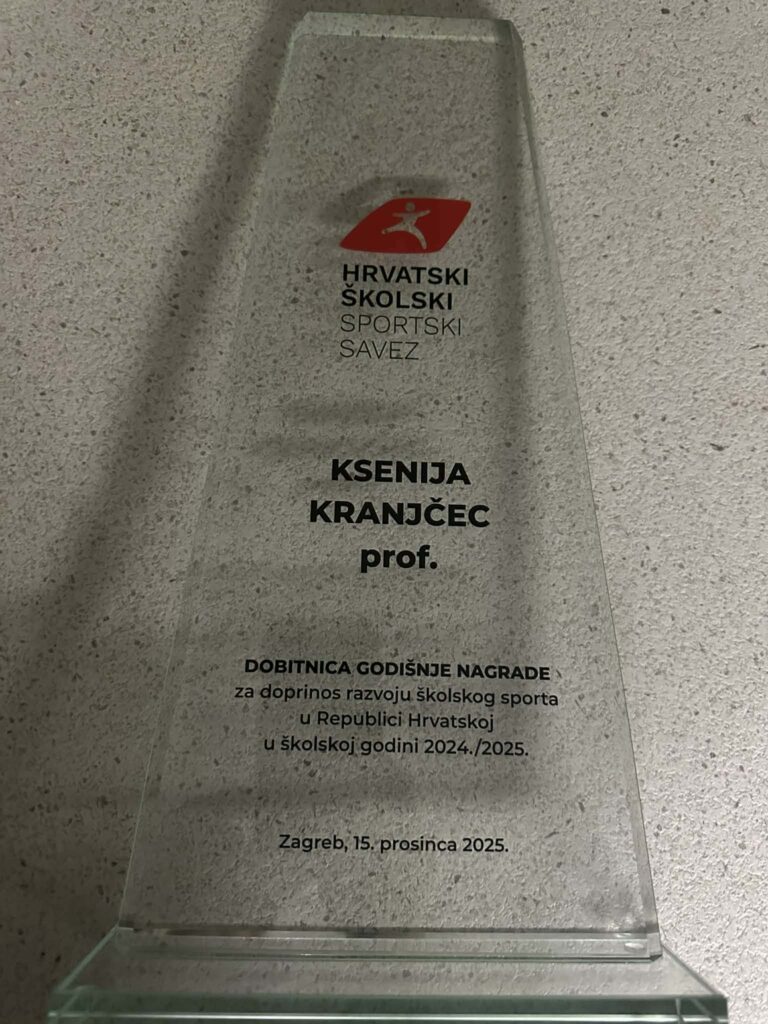 HRVATSKI
ŠKOLSKI
SPORTSKI
SAVEZ
KSENIJA
KRANJČEC
prof.
DOBITNICA GODIŠNJE NAGRADE
za doprinos razvoju školskog sporta
u Republici Hrvatskoj
u školskoj godini 2024./2025.
Zagreb, 15. prosinca 2025.